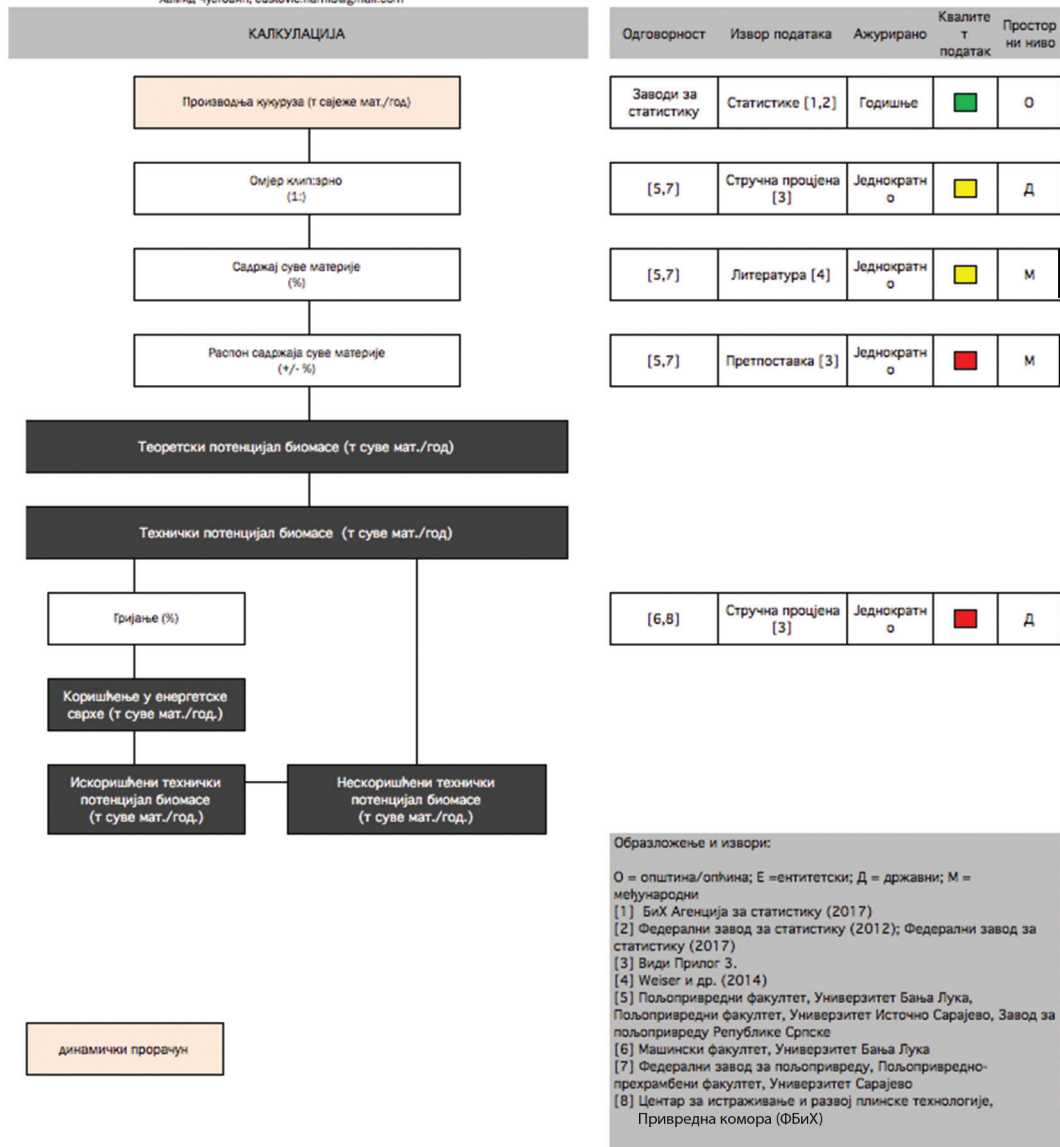 КАЛКУЛАЦИЈА
Одговорност
Извор података
Ажурирано
Квалите
т
податак
Простор
ни ниво
Производња кукуруза (т свјеже мат./год)
Заводи за
статистику
Статистике [1,2]
Годишње
О
Омјер клип:зрно
(1:)
[5,7]
Стручна процјена
[3]
Једнократн
о
Д
Садржај суве материје
(%)
[5,7]
Литература [4]
Једнократн
о
М
Распон садржаја суве материје
(+/- %)
[5,7]
Претпоставка [3]
Једнократн
о
М
Теоретски потенцијал биомасе (т суве мат./год)
Технички потенцијал биомасе (т суве мат./год)
Гријање (%)
[6,8]
Стручна процјена
[3]
Једнократн
о
Д
Коришћење у енергетске
сврхе (т суве мат./год.)
Искоришћени технички
потенцијал биомасе
(т суве мат./год.)
Нескоришћени технички
потенцијал биомасе
(т суве мат./год.)
Образложење и извори:
О = општина/опћина; Е =ентитетски; Д = државни; М =
међународни
[1] БиХ Агенција за статистику (2017)
[2] Федерални завод за статистику (2012); Федерални завод за
статистику (2017)
[3] Види Прилог 3.
[4] Weiser и др. (2014)
[5] Пољопривредни факултет, Универзитет Бања Лука,
Пољопривредни факултет, Универзитет Источно Сарајево, Завод за
пољопривреду Републике Српске
[6] Машински факултет, Универзитет Бања Лука
[7] Федерални завод за пољопривреду, Пољопривредно-
прехрамбени факултет, Универзитет Сарајево
[8] Центар за истраживање и развој плинске технологије,
Привредна комора (ФБиХ)
динамички прорачун